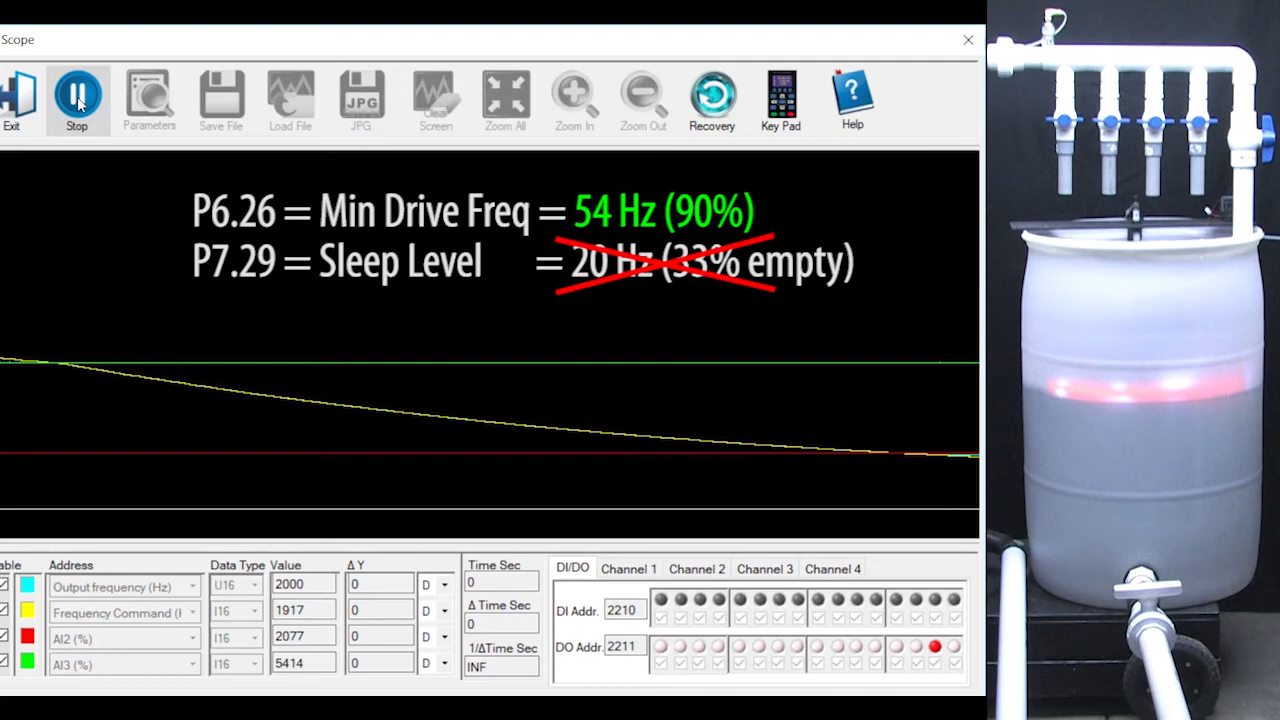 Scope
Exit
Stop
Parameters
Save File
Load File
JPG
JPG
Clear
Screen
Zoom All
Zoom In
Zoom Out
Recovery
Key Pad
?
Help
P6.26 = Min Drive Freq = 54 Hz (90%)
P7.29 = Sleep Level = 20 Hz (33% empty)
able Address Data Type Value Δ Y
Output frequency (Hz) U16 2000 0 D
Frequency Command (H I16 1917 0 D
AI2 (%) I16 2077 0 D
AI3 (%) I16 5414 0 D
Time Sec
0
Δ Time Sec
0
1/ΔTime Sec
INF
DI/DO Channel 1 Channel 2 Channel 3 Channel 4
DI Addr. 2210
DO Addr. 2211